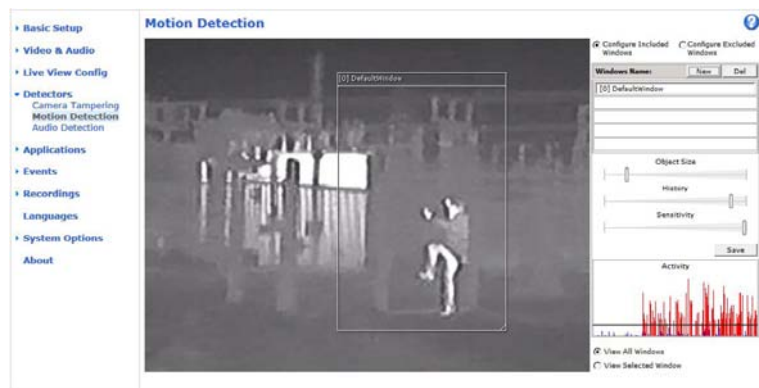 Motion Detection
Basic Setup
Video & Audio
Live View Config
Detectors
Camera Tampering
Motion Detection
Audio Detection
Applications
Events
Recordings
Languages
System Options
About
[0] DefaultWindow
Configure Included Windows
Configure Excluded Windows
Windows Name:
New
Del
[0] DefaultWindow
Object Size
History
Sensitivity
Save
Activity
View All Windows
View Selected Window